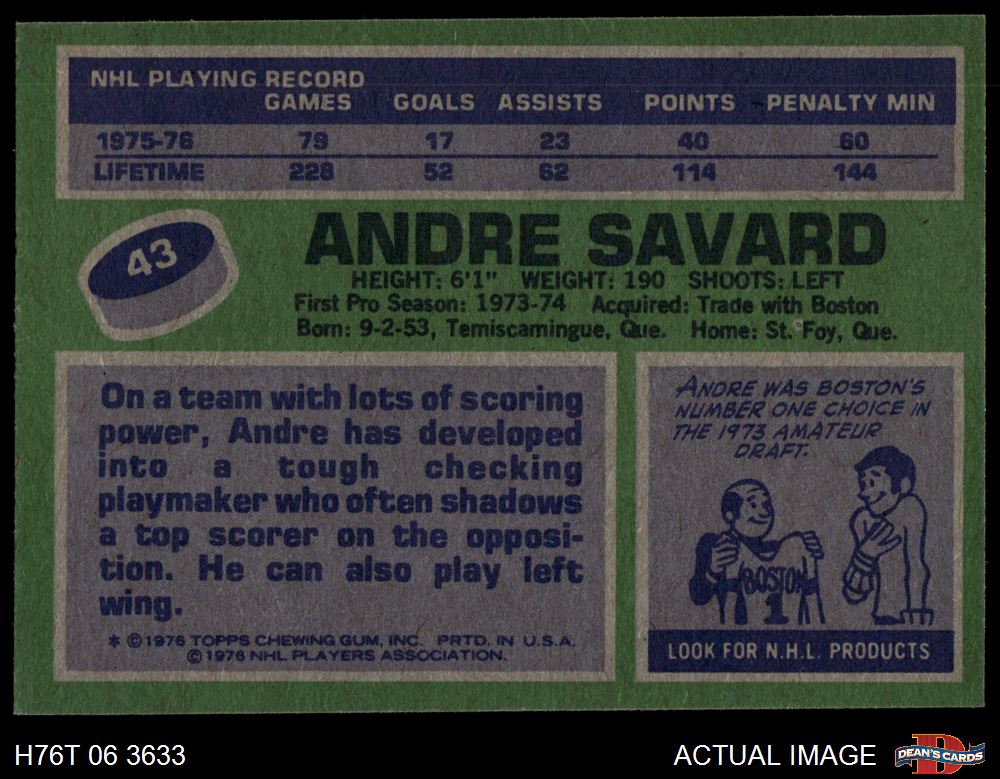 NHL PLAYING RECORD
GAMES GOALS ASSISTS POINTS PENALTY MIN
1975-76 79 17 23 40 60
LIFETIME 228 52 62 114 144
43
ANDRE SAVARD
HEIGHT: 6'1" WEIGHT: 190 SHOOTS: LEFT
First Pro Season: 1973-74 Acquired: Trade with Boston
Born: 9-2-53, Temiscamingue, Que. Home: St. Foy, Que.
On a team with lots of scoring
power, Andre has developed
into a tough checking
playmaker who often shadows
a top scorer on the opposi-
tion. He can also play left
wing.
* ©1976 TOPPS CHEWING GUM, INC. PRTD. IN U.S.A.
©1976 NHL PLAYERS ASSOCIATION.
ANDRE WAS BOSTON'S
NUMBER ONE CHOICE IN
THE 1973 AMATEUR
DRAFT.
BOSTON
1
LOOK FOR N.H.L. PRODUCTS
H76T 06 3633
ACTUAL IMAGE
D
DEAN'S CARDS